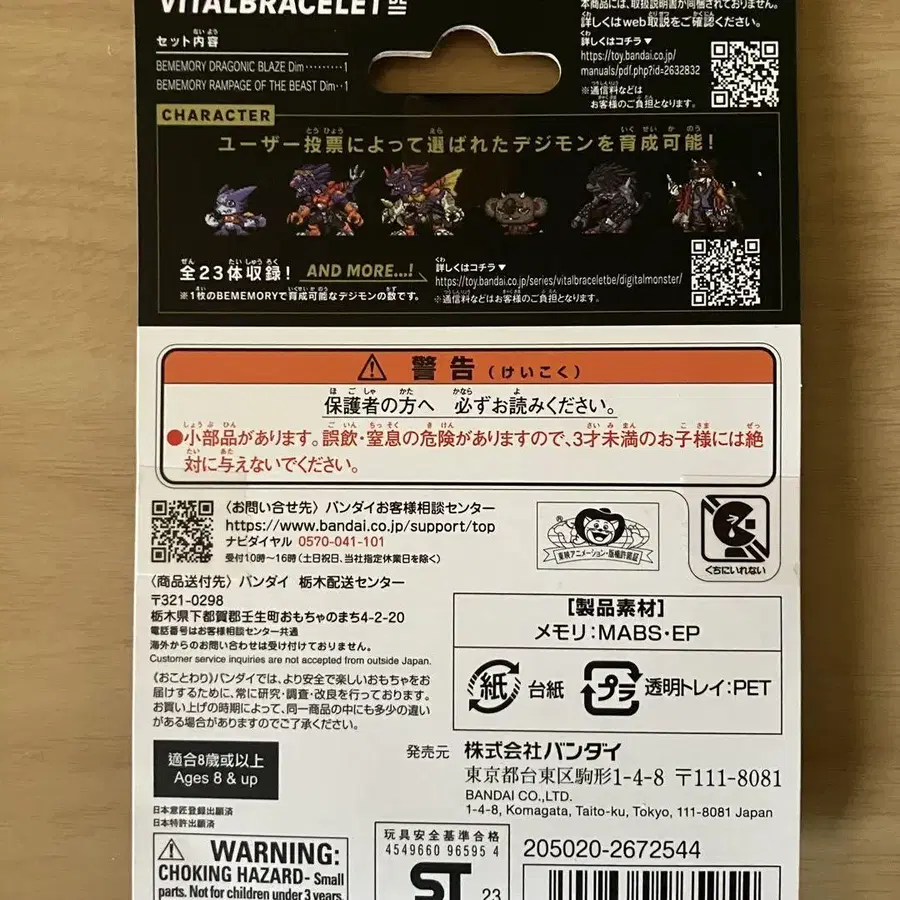 VITALBRACELET BE
本商品には、取扱説明書が同梱されておりません。
詳しくはweb取説をご確認ください。
セット内容
BEMEMORY DRAGONIC BLAZE Dim………1
BEMEMORY RAMPAGE OF THE BEAST Dim‥1
詳しくはコチラ▼
https://toy.bandai.co.jp/
manuals/pdf.php?id=2632832
※通信料などは
お客様のご負担となります。
CHARACTER
ユーザー投票によって選ばれたデジモンを育成可能!
全23体収録! AND MORE...!
※1枚のBEMEMORYで育成可能なデジモンの数です。
詳しくはコチラ▼
https://toy.bandai.co.jp/series/vitalbraceletbe/digitalmonster/
※通信料などはお客様のご負担となります。
警告(けいこく)
保護者の方へ 必ずお読みください。
●小部品があります。誤飲・窒息の危険がありますので、3才未満のお子様には絶
対に与えないでください。
〈お問い合せ先〉バンダイお客様相談センター
https://www.bandai.co.jp/support/top
ナビダイヤル 0570-041-101
受付10時~16時(土日祝日、当社指定休業日を除く)
〈商品送付先〉バンダイ 栃木配送センター
〒321-0298
栃木県下都賀郡壬生町おもちゃのまち4-2-20
電話番号はお客様相談センター共通
海外からのお問い合わせは受け付けておりません。
Customer service inquiries are not accepted from outside Japan.
〈おことわり〉バンダイでは、より安全で楽しいおもちゃをお
届けするために、常に研究・調査・改良を行っております。
お買い上げの時期によって、同一商品の中にも多少の違い
がある場合がありますのでご了承ください。
東映アニメーション・版権許諾証
くちにいれない
【製品素材】
メモリ:MABS・EP
紙 台紙
プラ 透明トレイ:PET
適合8歲或以上
Ages 8 & up
発売元 株式会社バンダイ
東京都台東区駒形1-4-8 〒111-8081
BANDAI CO.,LTD.
1-4-8, Komagata, Taito-ku, Tokyo, 111-8081 Japan
日本意匠登録出願済
日本特許出願済
WARNING:
CHOKING HAZARD- Small
parts. Not for children under 3 years.
玩具安全基準合格
4549660 96595 4
ST 23
205020-2672544